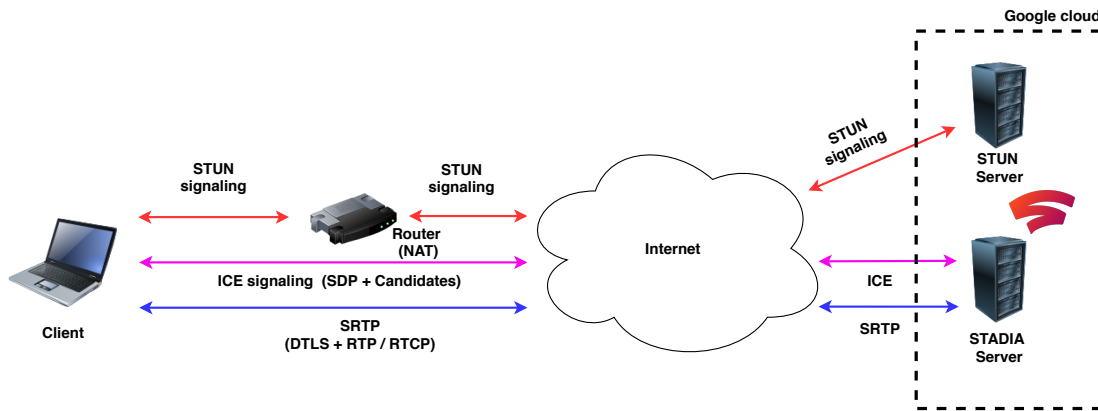 Google cloud
STUN
signaling
STUN
Server
STUN
signaling
STUN
signaling
Router
(NAT)
Internet
ICE signaling (SDP + Candidates)
ICE
Client
SRTP
(DTLS + RTP / RTCP)
SRTP
STADIA
Server